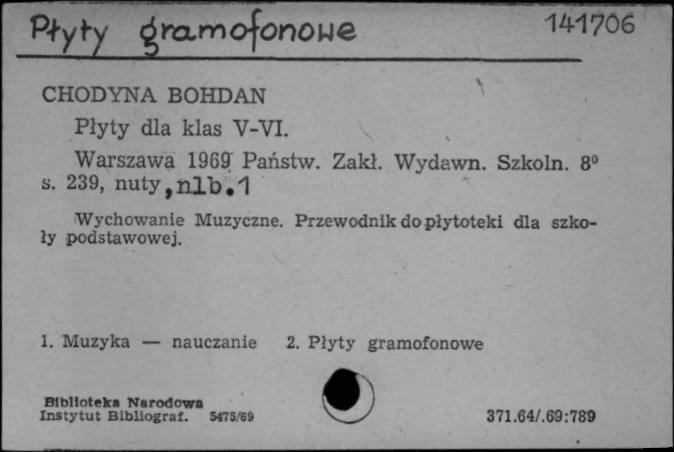 Płyty gramofonowe 141706
CHODYNA BOHDAN
Płyty dla klas V-VI.
Warszawa 1969 Państw. Zakł. Wydawn. Szkoln. 8º
s. 239, nuty, nlb. 1
Wychowanie Muzyczne. Przewodnik do płytoteki dla szko-
ły podstawowej.
1. Muzyka — nauczanie 2. Płyty gramofonowe
Biblioteka Narodowa
Instytut Bibliograf. 5475/69 371.64/.69:789